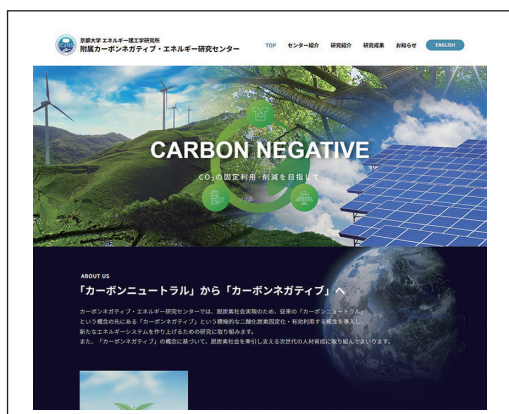 京都大学 エネルギー理工学研究所
附属カーボンネガティブ・エネルギー研究センター
TOP センター紹介 研究紹介 研究成果 お知らせ ENGLISH
CARBON NEGATIVE
CO₂の固定利用・削減を目指して
ABOUT US
「カーボンニュートラル」から「カーボンネガティブ」へ
カーボンネガティブ・エネルギー研究センターでは、脱炭素社会実現のため、従来の「カーボンニュートラル」
という概念の先にある「カーボンネガティブ」という積極的な二酸化炭素固定化・有効利用する概念を導入し、
新たなエネルギーシステムを作り上げるための研究に取り組みます。
また、「カーボンネガティブ」の概念に基づいて、脱炭素社会を牽引し支える次世代の人材育成に取り組んでまいります。